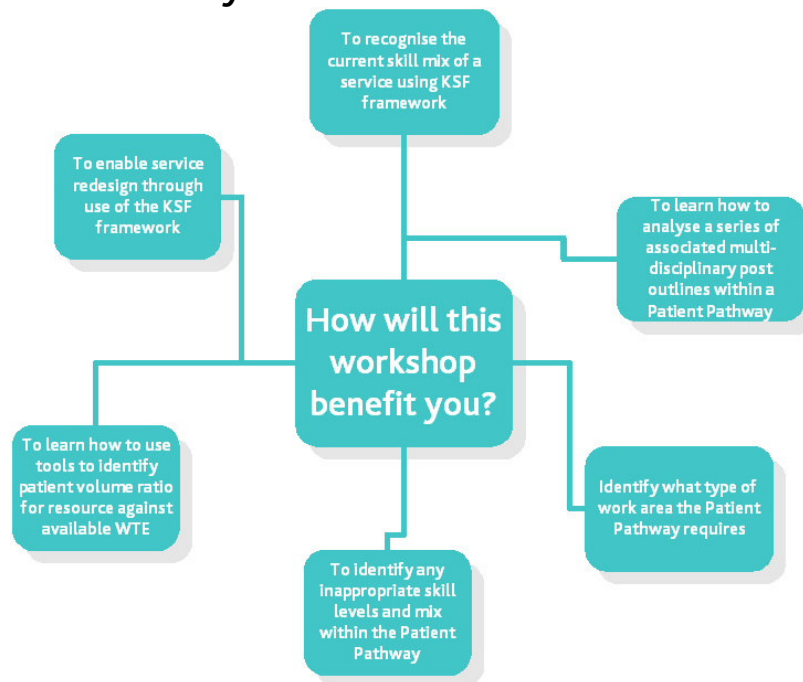 To recognise the
current skill mix of a
service using KSF
framework
To enable service
redesign through
use of the KSF
framework
To learn how to
analyse a series of
associated multi-
disciplinary post
outlines within a
Patient Pathway
How will this
workshop
benefit you?
To learn how to use
tools to identify
patient volume ratio
for resource against
available WTE
Identify what type of
work area the Patient
Pathway requires
To identify any
inappropriate skill
levels and mix
within the Patient
Pathway